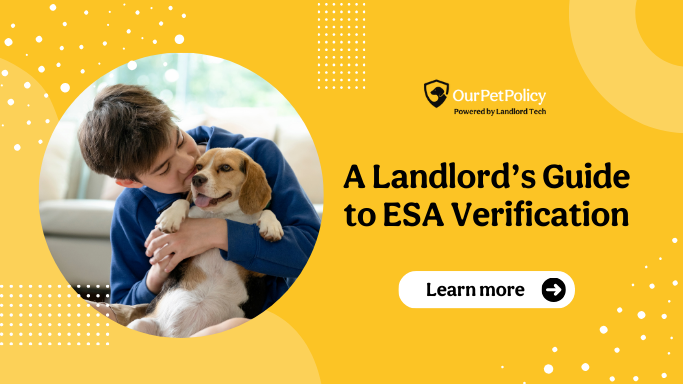 OurPetPolicy
Powered by Landlord Tech
A Landlord’s Guide
to ESA Verification
Learn more